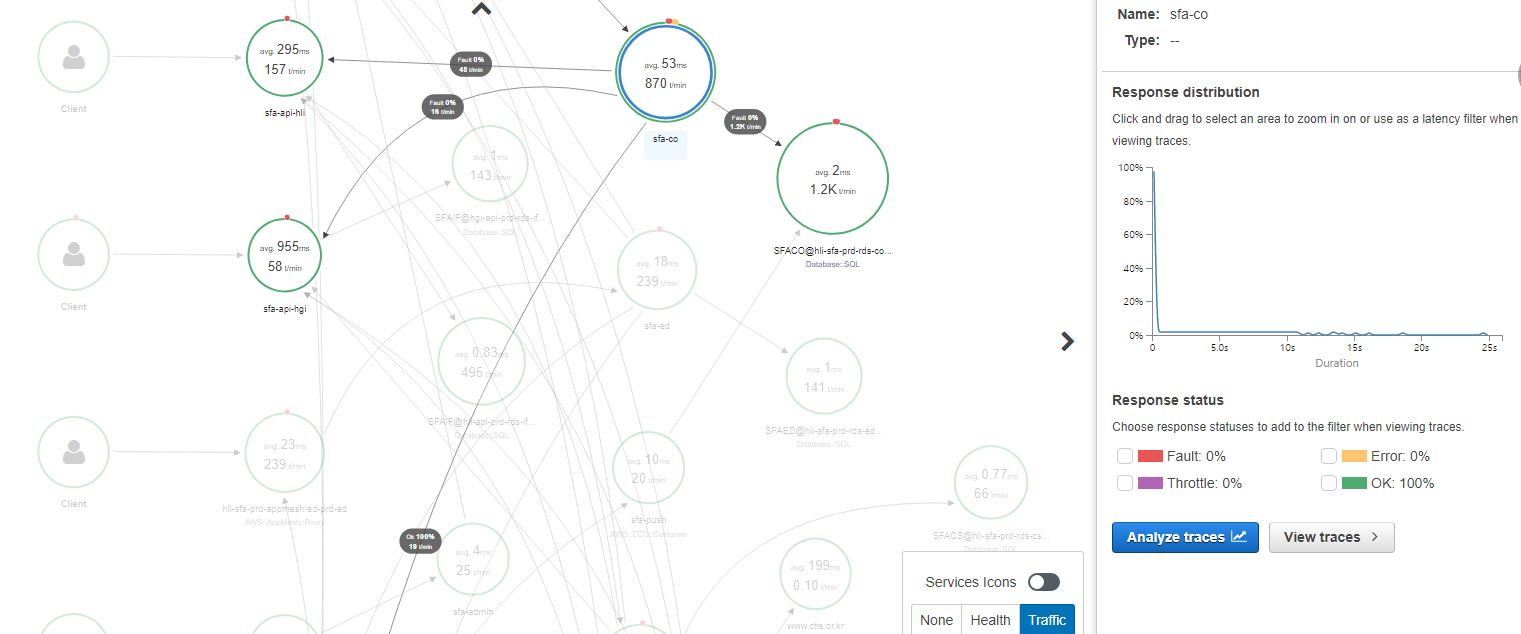 Client
avg. 295ms
157 t/min
sfa-api-hli
Fault 0%
48 t/min
Fault 0%
16 t/min
avg. 53ms
870 t/min
sfa-co
Fault 0%
1.2K t/min
avg. 2ms
1.2K t/min
SFACO@hli-sfa-prd-rds-co...
Database::SQL
avg. 1ms
143 t/min
SFAIF@hgi-api-prd-rds-if...
Database::SQL
Client
avg. 955ms
58 t/min
sfa-api-hgi
avg. 18ms
239 t/min
sfa-ed
avg. 0.83ms
495 t/min
SFAIF@hli-api-prd-rds-if...
Database::SQL
avg. 1ms
141 t/min
SFAED@hli-sfa-prd-rds-ed...
Database::SQL
Client
avg. 23ms
239 t/min
hli-sfa-prd-appmesh/ed-prd-ed
AWS::AppMesh::Proxy
avg. 10ms
20 t/min
sfa-push
AWS::ECS::Container
avg. 0.77ms
66 t/min
SFACS@hli-sfa-prd-rds-cs...
Database::SQL
Ok 100%
19 t/min
avg. 4ms
25 t/min
sfa-admin
avg. 199ms
0.10 t/min
www.ctis.or.kr
Services Icons
None Health Traffic
Name: sfa-co
Type: --
Response distribution
Click and drag to select an area to zoom in on or use as a latency filter when
viewing traces.
100%
80%
60%
40%
20%
0%
0 5.0s 10s 15s 20s 25s
Duration
Response status
Choose response statuses to add to the filter when viewing traces.
Fault: 0% Error: 0%
Throttle: 0% OK: 100%
Analyze traces View traces